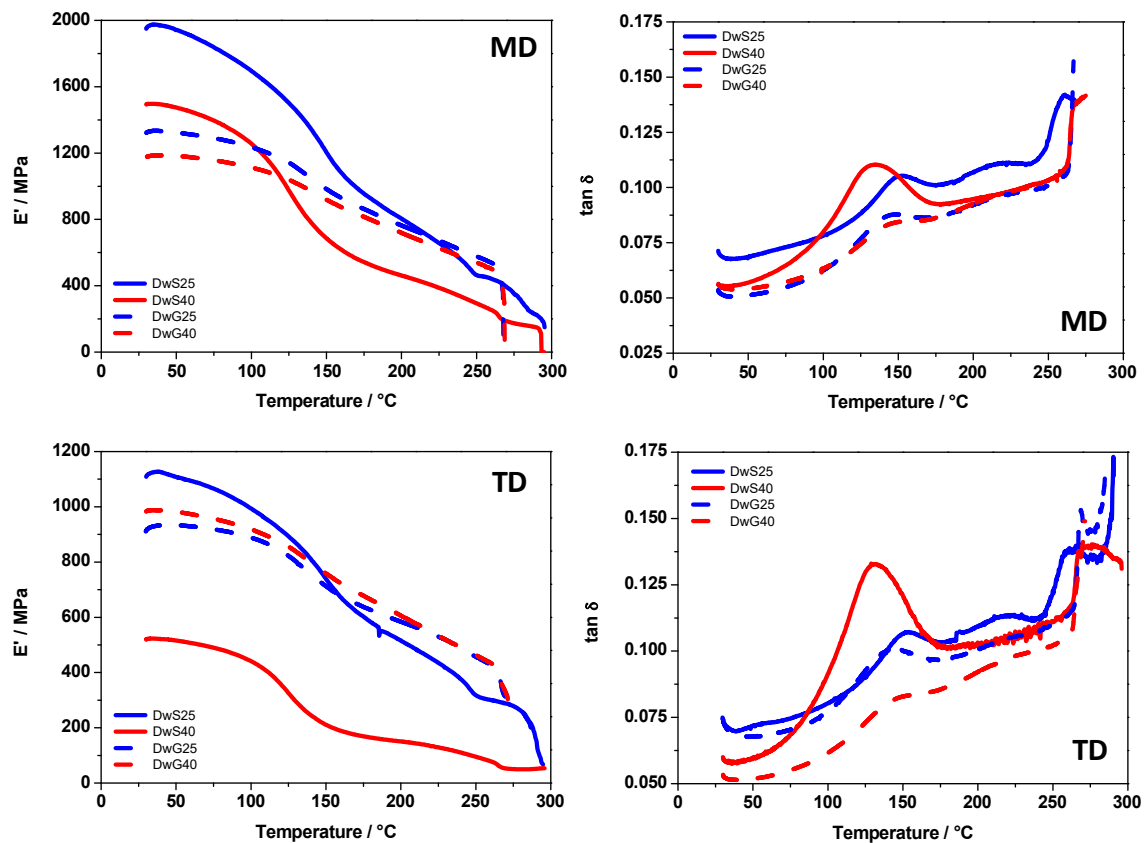 MD
E' / MPa
2000
1600
1200
800
400
0
DwS25
DwS40
DwG25
DwG40
0 50 100 150 200 250 300
Temperature / °C
MD
tan δ
0.175
0.150
0.125
0.100
0.075
0.050
0.025
DwS25
DwS40
DwG25
DwG40
0 50 100 150 200 250 300
Temperature / °C
TD
E' / MPa
1200
1000
800
600
400
200
0
DwS25
DwS40
DwG25
DwG40
0 50 100 150 200 250 300
Temperature / °C
TD
tan δ
0.175
0.150
0.125
0.100
0.075
0.050
DwS25
DwS40
DwG25
DwG40
0 50 100 150 200 250 300
Temperature / °C